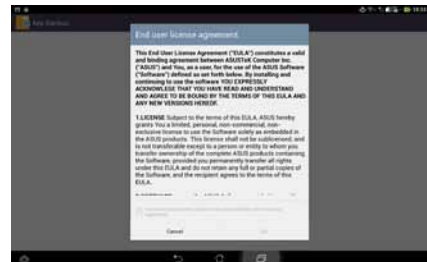 App Backup
End user license agreement
This End User License Agreement ("EULA") constitutes a valid
and binding agreement between ASUSTeK Computer Inc.
("ASUS") and You, as a user, for the use of the ASUS Software
("Software") defined as set forth below. By installing and
continuing to use the software YOU EXPRESSLY
ACKNOWLESGE THAT YOU HAVE READ AND UNDERSTAND
AND AGREE TO BE BOUND BY THE TERMS OF THIS EULA AND
ANY NEW VERSIONS HEREOF.
1.LICENSE Subject to the terms of this EULA, ASUS hereby
grants You a limited, personal, non-commercial, non-
exclusive license to use the Software solely as embedded in
the ASUS products. This license shall not be sublicensed, and
is not transferable except to a person or entity to whom you
transfer ownership of the complete ASUS products containing
the Software, provided you permanently transfer all rights
under this EULA and do not retain any full or partial copies of
the Software, and the recipient agrees to the terms of this
EULA.
Cancel